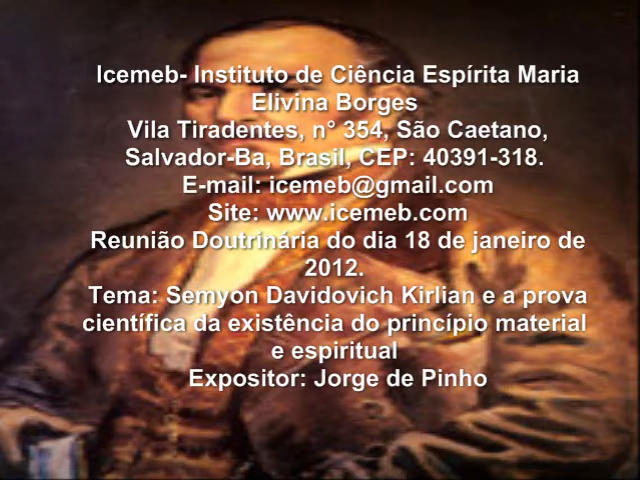 Icemeb- Instituto de Ciência Espírita Maria
Elivina Borges
Vila Tiradentes, n° 354, São Caetano,
Salvador-Ba, Brasil, CEP: 40391-318.
E-mail: icemeb@gmail.com
Site: www.icemeb.com
Reunião Doutrinária do dia 18 de janeiro de
2012.
Tema: Semyon Davidovich Kirlian e a prova
científica da existência do princípio material
e espiritual
Expositor: Jorge de Pinho